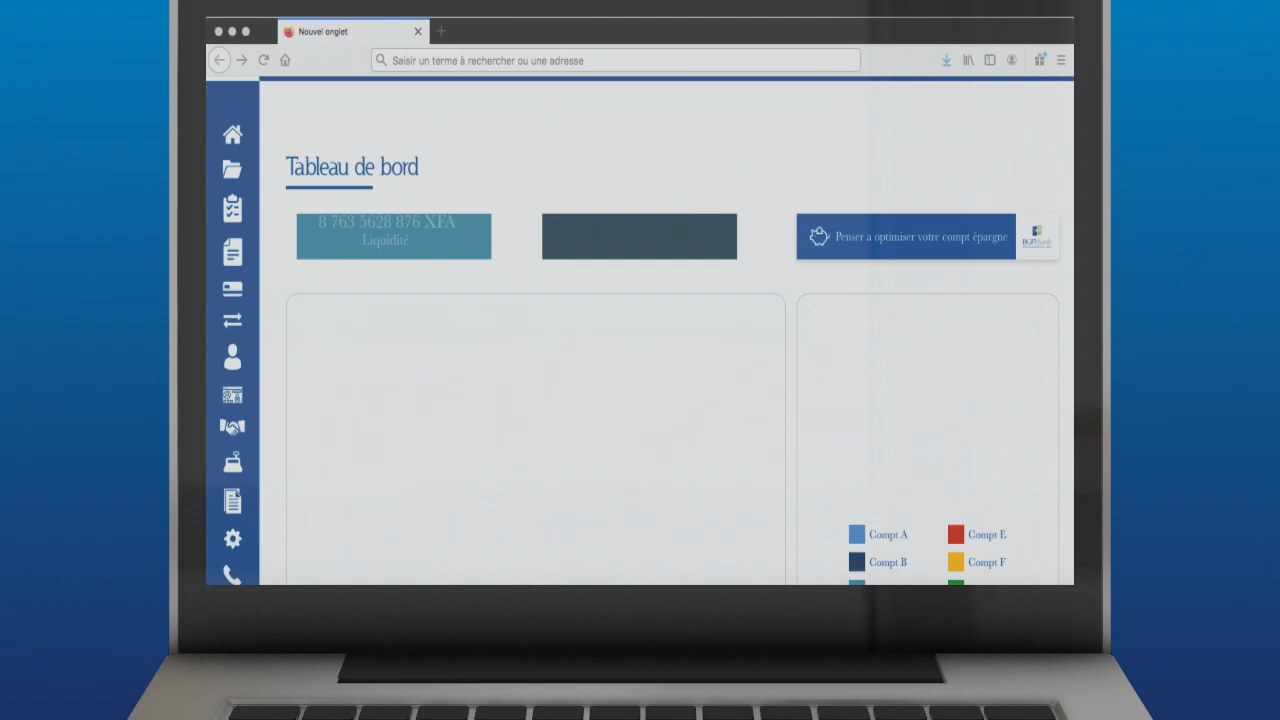 Nouvel onglet
Saisir un terme à rechercher ou une adresse
Tableau de bord
8 763 5628 876 XFA
Liquidité
Penser a optimiser votre compt épargne
BGFIBank
Compt A
Compt E
Compt B
Compt F